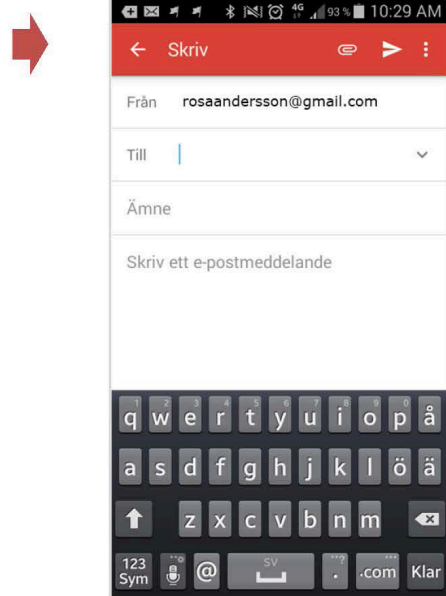 4G 93 % 10:29 AM
Skriv
Från rosaandersson@gmail.com
Till
Ämne
Skriv ett e-postmeddelande
q w e r t y u i o p å
a s d f g h j k l ö ä
z x c v b n m
123 Sym @ SV . .com Klar